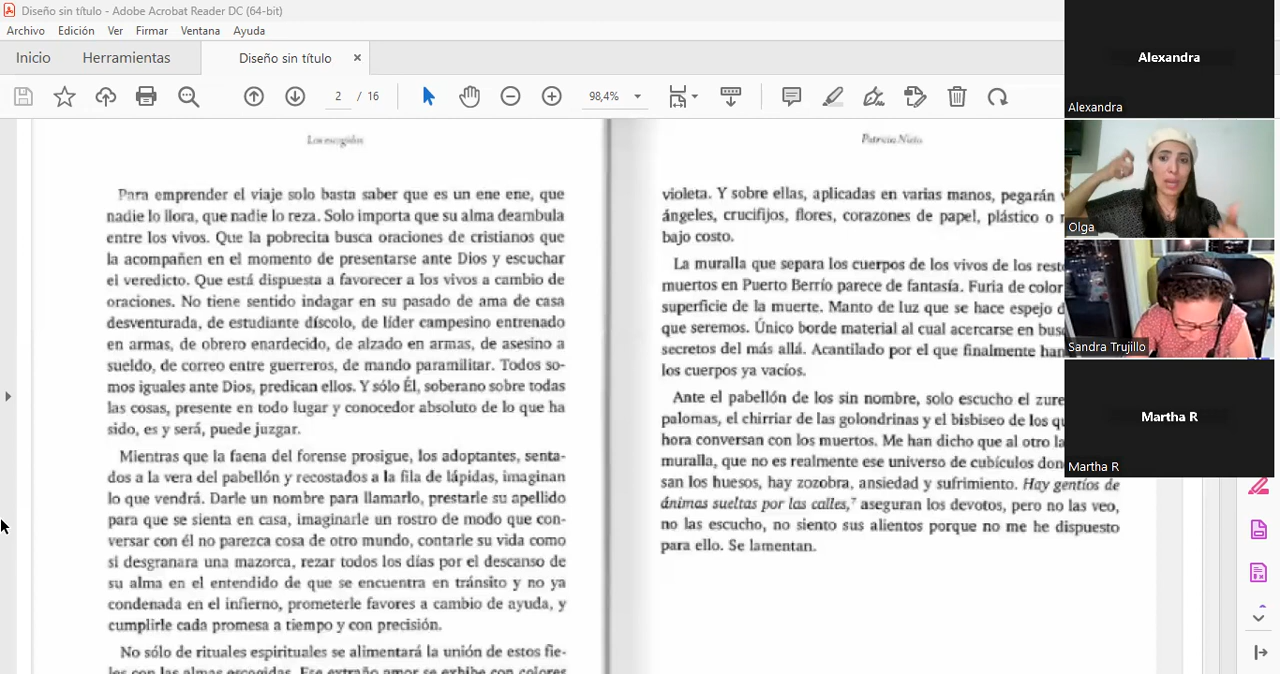 Diseño sin título - Adobe Acrobat Reader DC (64-bit)
Archivo Edición Ver Firmar Ventana Ayuda
Inicio Herramientas Diseño sin título ×
2 / 16 98,4%
Los escogidos
Para emprender el viaje solo basta saber que es un ene ene, que
nadie lo llora, que nadie lo reza. Solo importa que su alma deambula
entre los vivos. Que la pobrecita busca oraciones de cristianos que
la acompañen en el momento de presentarse ante Dios y escuchar
el veredicto. Que está dispuesta a favorecer a los vivos a cambio de
oraciones. No tiene sentido indagar en su pasado de ama de casa
desventurada, de estudiante díscolo, de líder campesino entrenado
en armas, de obrero enardecido, de alzado en armas, de asesino a
sueldo, de correo entre guerreros, de mando paramilitar. Todos so-
mos iguales ante Dios, predican ellos. Y sólo Él, soberano sobre todas
las cosas, presente en todo lugar y conocedor absoluto de lo que ha
sido, es y será, puede juzgar.
Mientras que la faena del forense prosigue, los adoptantes, senta-
dos a la vera del pabellón y recostados a la fila de lápidas, imaginan
lo que vendrá. Darle un nombre para llamarlo, prestarle su apellido
para que se sienta en casa, imaginarle un rostro de modo que con-
versar con él no parezca cosa de otro mundo, contarle su vida como
si desgranara una mazorca, rezar todos los días por el descanso de
su alma en el entendido de que se encuentra en tránsito y no ya
condenada en el infierno, prometerle favores a cambio de ayuda, y
cumplirle cada promesa a tiempo y con precisión.
No sólo de rituales espirituales se alimentará la unión de estos fie-
les con las almas escogidas. Ese extraño amor se exhibe con colores
Patricia Nieto
violeta. Y sobre ellas, aplicadas en varias manos, pegarán
ángeles, crucifijos, flores, corazones de papel, plástico o
bajo costo.
La muralla que separa los cuerpos de los vivos de los
muertos en Puerto Berrío parece de fantasía. Furia de color
superficie de la muerte. Manto de luz que se hace espejo
que seremos. Único borde material al cual acercarse en
secretos del más allá. Acantilado por el que finalmente
los cuerpos ya vacíos.
Ante el pabellón de los sin nombre, solo escucho el
palomas, el chirriar de las golondrinas y el bisbiseo de los
hora conversan con los muertos. Me han dicho que al otro
muralla, que no es realmente ese universo de cubículos
san los huesos, hay zozobra, ansiedad y sufrimiento. Hay gentíos de
ánimas sueltas por las calles,7 aseguran los devotos, pero no las veo,
no las escucho, no siento sus alientos porque no me he dispuesto
para ello. Se lamentan.
Alexandra
Alexandra
Olga
Sandra Trujillo
Martha R
Martha R